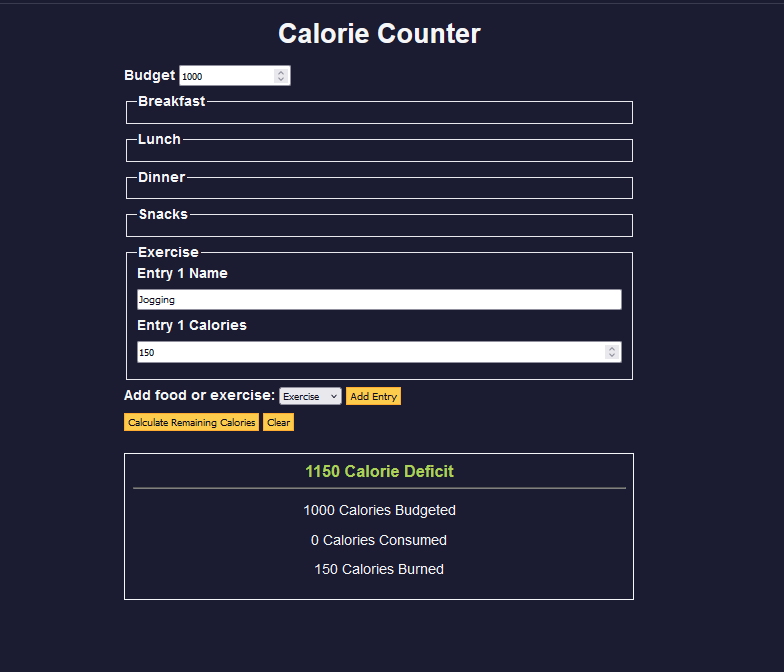 Calorie Counter
Budget 1000
Breakfast
Lunch
Dinner
Snacks
Exercise
Entry 1 Name
Jogging
Entry 1 Calories
150
Add food or exercise: Exercise Add Entry
Calculate Remaining Calories Clear
1150 Calorie Deficit
1000 Calories Budgeted
0 Calories Consumed
150 Calories Burned